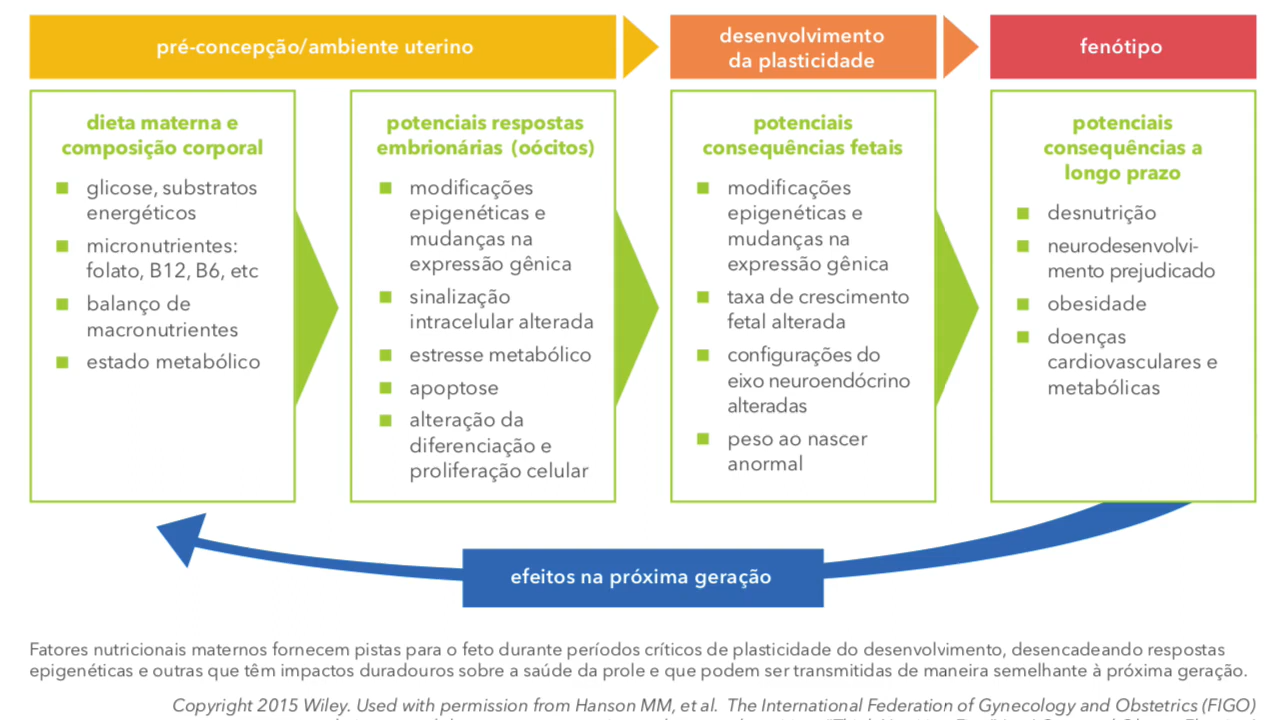 pré-concepção/ambiente uterino
desenvolvimento
da plasticidade
fenótipo
dieta materna e
composição corporal
glicose, substratos
energéticos
micronutrientes:
folato, B12, B6, etc
balanço de
macronutrientes
estado metabólico
potenciais respostas
embrionárias (oócitos)
modificações
epigenéticas e
mudanças na
expressão gênica
sinalização
intracelular alterada
estresse metabólico
apoptose
alteração da
diferenciação e
proliferação celular
potenciais
consequências fetais
modificações
epigenéticas e
mudanças na
expressão gênica
taxa de crescimento
fetal alterada
configurações do
eixo neuroendócrino
alteradas
peso ao nascer
anormal
potenciais
consequências a
longo prazo
desnutrição
neurodesenvolvi-
mento prejudicado
obesidade
doenças
cardiovasculares e
metabólicas
efeitos na próxima geração
Fatores nutricionais maternos fornecem pistas para o feto durante períodos críticos de plasticidade do desenvolvimento, desencadeando respostas
epigenéticas e outras que têm impactos duradouros sobre a saúde da prole e que podem ser transmitidas de maneira semelhante à próxima geração.
Copyright 2015 Wiley. Used with permission from Hanson MM, et al. The International Federation of Gynecology and Obstetrics (FIGO)